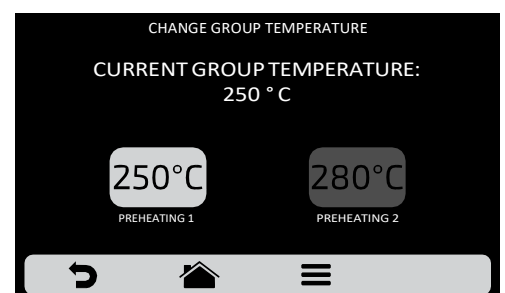 CHANGE GROUP TEMPERATURE
CURRENT GROUP TEMPERATURE:
250 °C
250°C 280°C
PREHEATING 1 PREHEATING 2